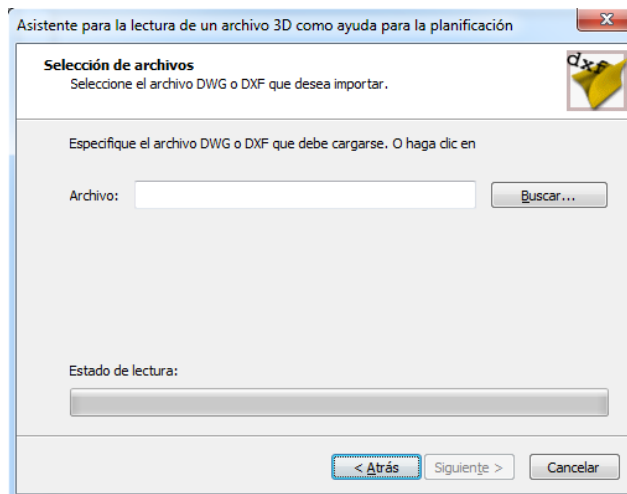 Asistente para la lectura de un archivo 3D como ayuda para la planificación
Selección de archivos
Seleccione el archivo DWG o DXF que desea importar.
dxf
Especifique el archivo DWG o DXF que debe cargarse. O haga clic en
Archivo:
Buscar...
Estado de lectura:
< Atrás
Siguiente >
Cancelar